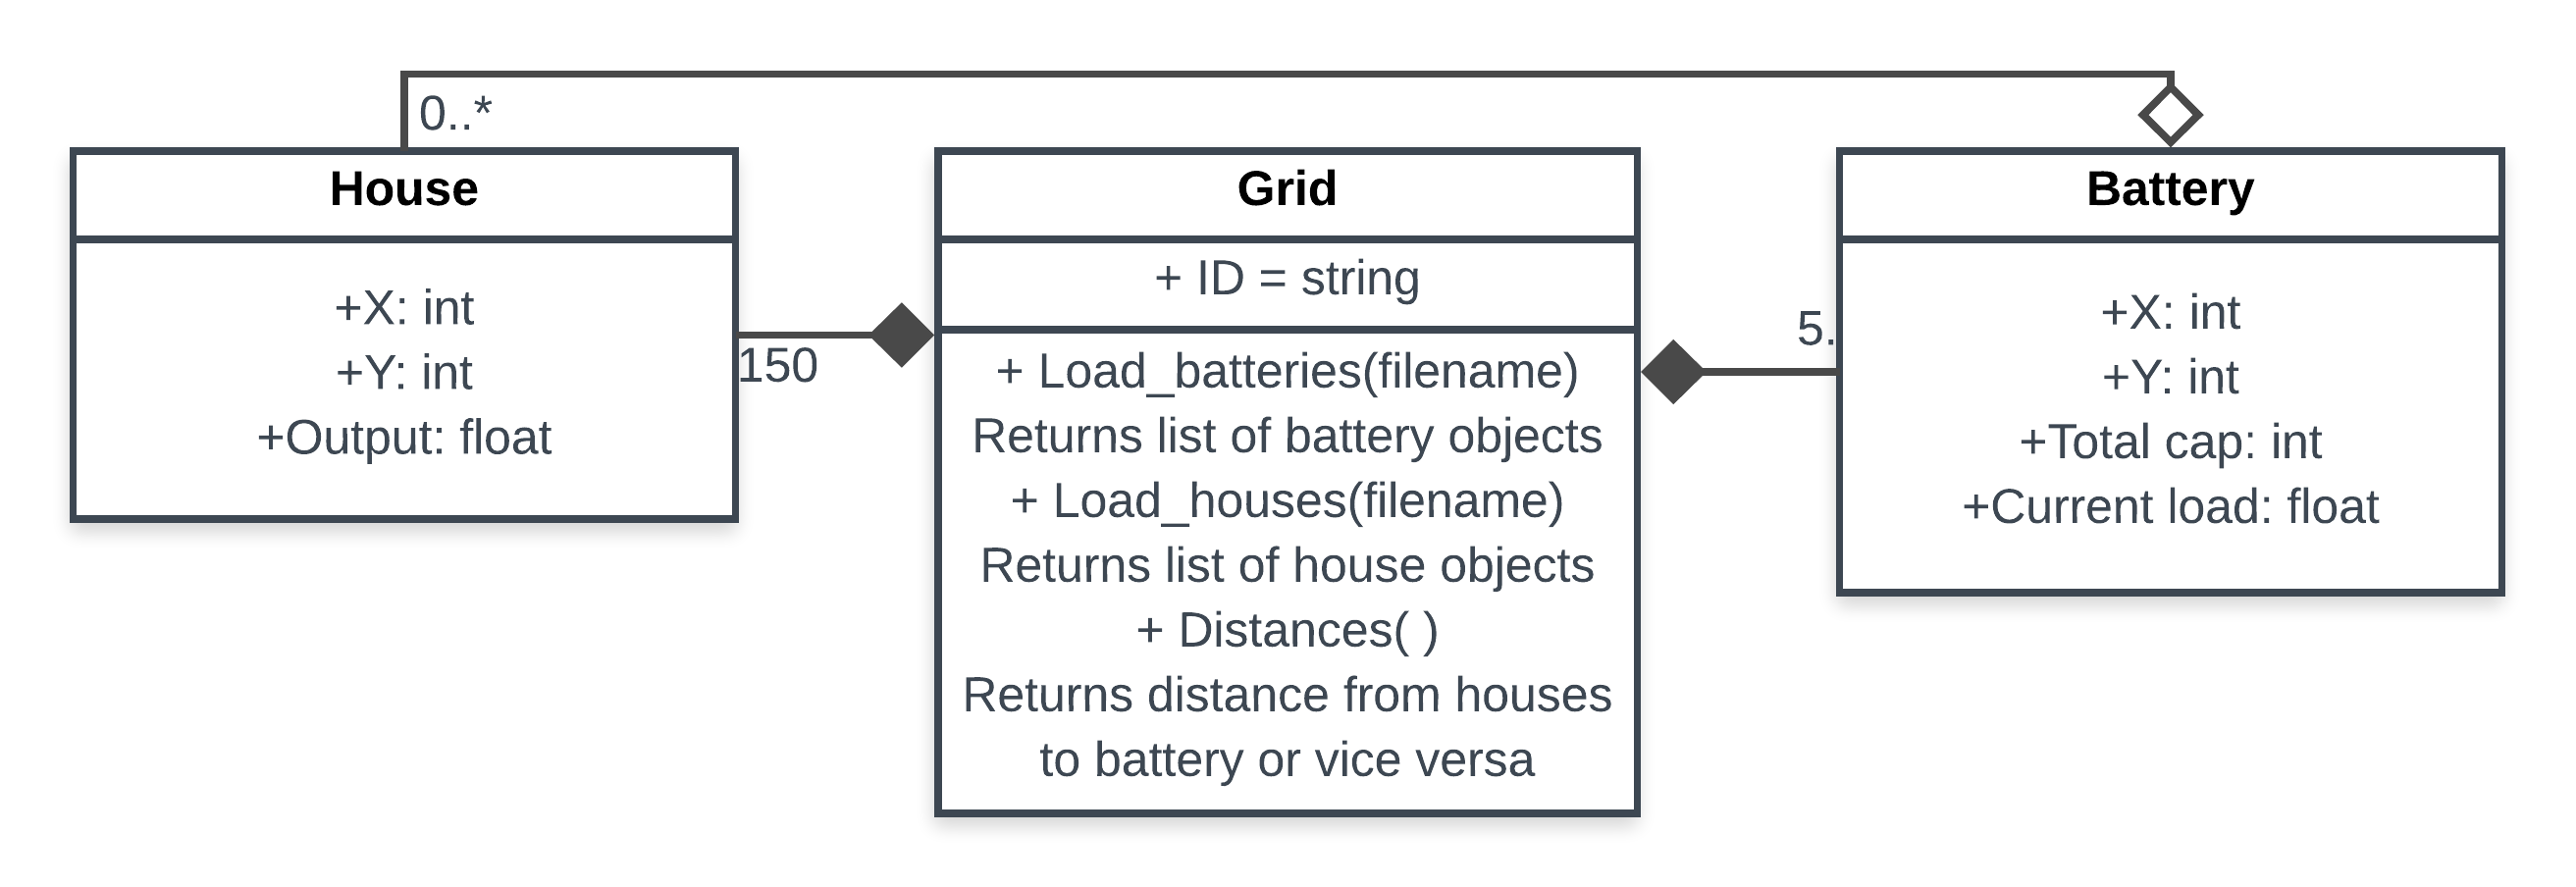 0..*
House
+X: int
+Y: int
+Output: float
150
Grid
+ ID = string
+ Load_batteries(filename)
Returns list of battery objects
+ Load_houses(filename)
Returns list of house objects
+ Distances( )
Returns distance from houses
to battery or vice versa
5.
Battery
+X: int
+Y: int
+Total cap: int
+Current load: float